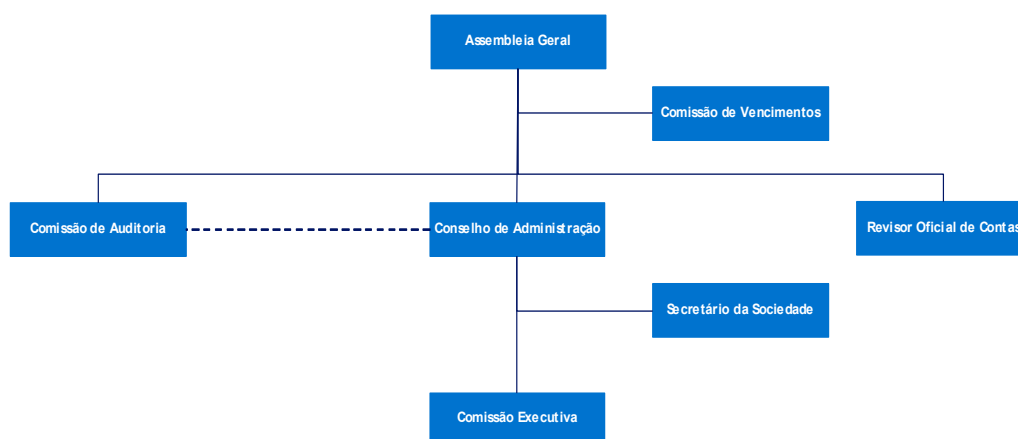 Assembleia Geral
Comissão de Vencimentos
Comissão de Auditoria
Conselho de Administração
Revisor Oficial de Contas
Secretário da Sociedade
Comissão Executiva